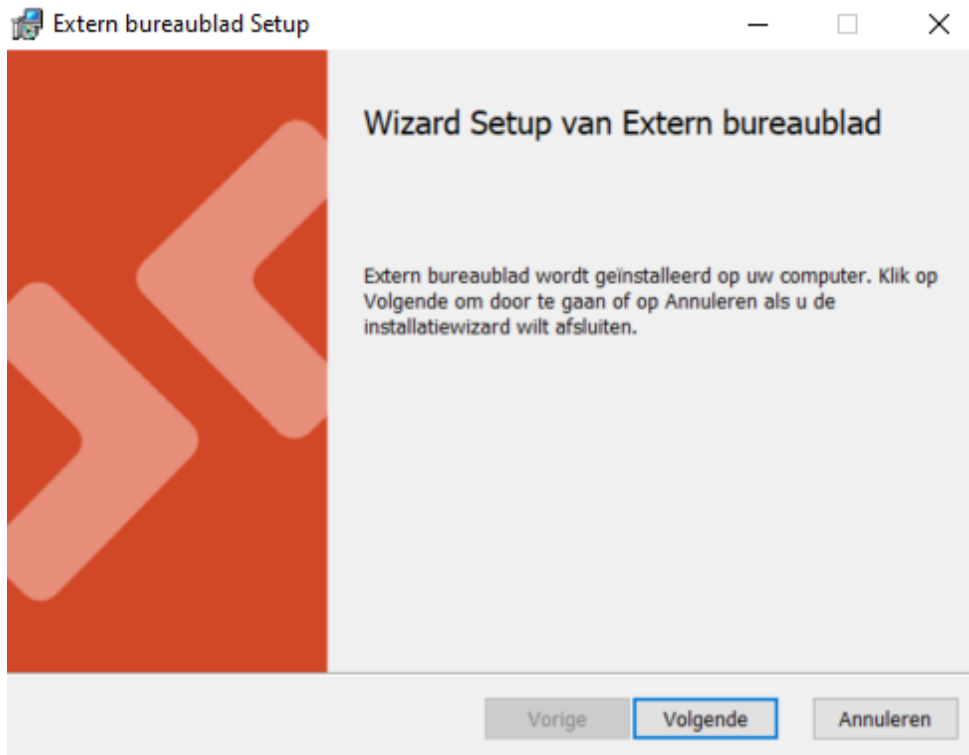 Extern bureaublad Setup
Wizard Setup van Extern bureaublad
Extern bureaublad wordt geïnstalleerd op uw computer. Klik op
Volgende om door te gaan of op Annuleren als u de
installatiewizard wilt afsluiten.
Vorige
Volgende
Annuleren